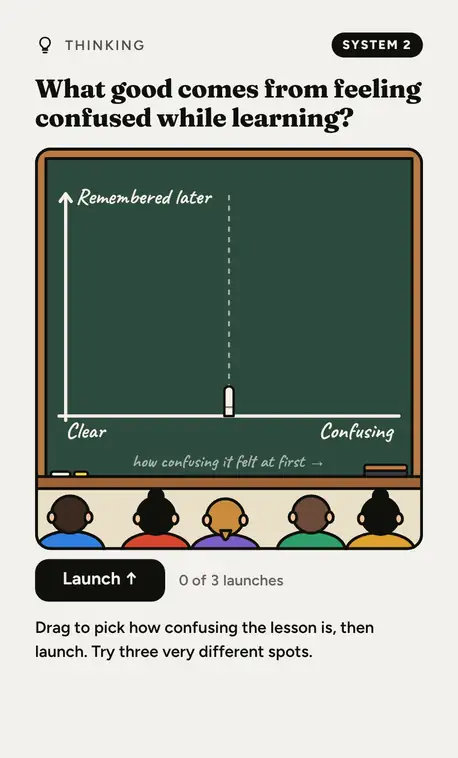 THINKING
SYSTEM 2
What good comes from feeling
confused while learning?
Remembered later
Clear
Confusing
how confusing it felt at first →
Launch ↑
0 of 3 launches
Drag to pick how confusing the lesson is, then
launch. Try three very different spots.